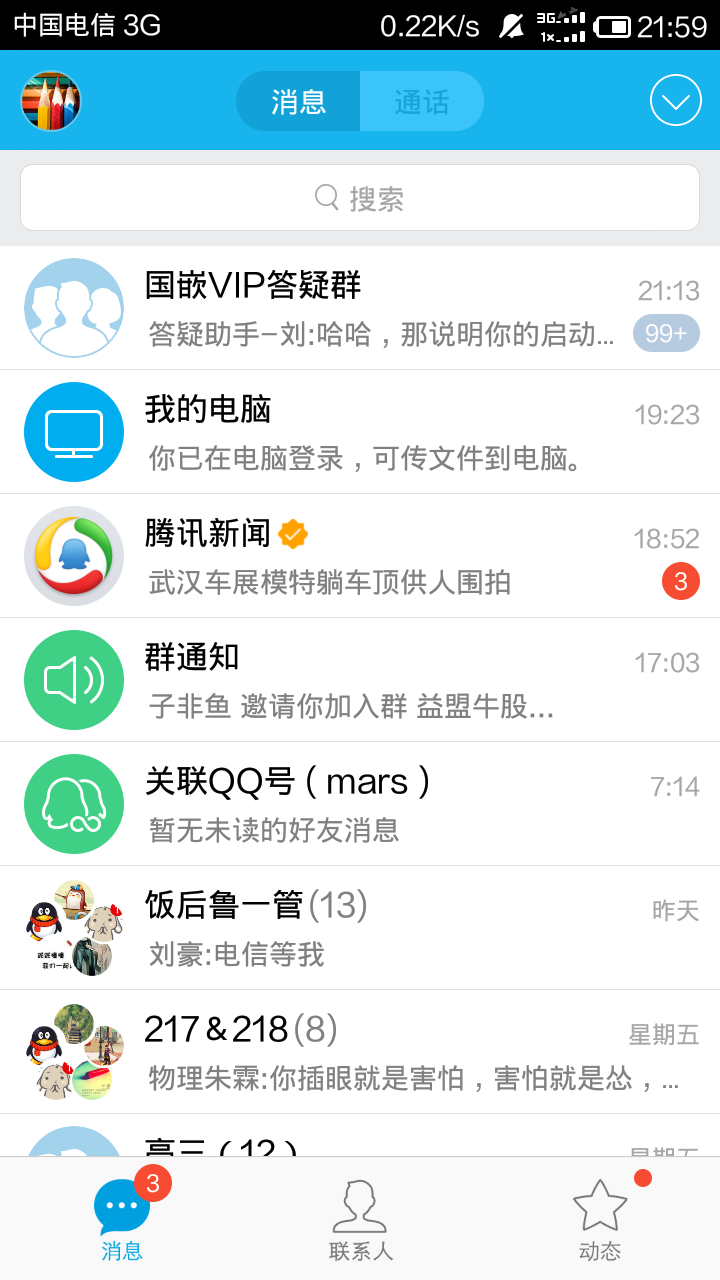 中国电信 3G 0.22K/s 3G 1x 21:59
消息 通话
搜索
国嵌VIP答疑群 21:13
答疑助手-刘:哈哈，那说明你的启动... 99+
我的电脑 19:23
你已在电脑登录，可传文件到电脑。
腾讯新闻 18:52
武汉车展模特躺车顶供人围拍 3
群通知 17:03
子非鱼 邀请你加入群 益盟牛股...
关联QQ号（mars） 7:14
暂无未读的好友消息
饭后鲁一管(13) 昨天
刘豪:电信等我
217＆218(8) 星期五
物理朱霖:你插眼就是害怕，害怕就是怂，...
高三（12） 星期五
3
消息 联系人 动态